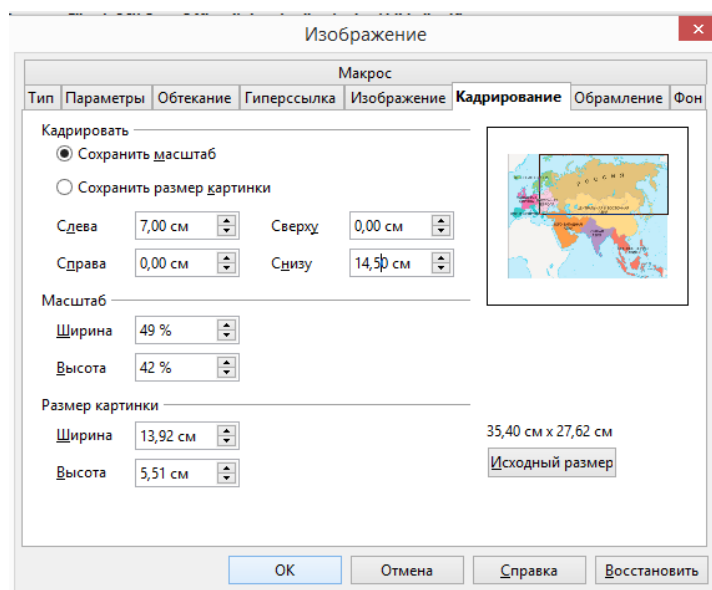 Изображение
Макрос
Тип Параметры Обтекание Гиперссылка Изображение Кадрирование Обрамление Фон
Кадрировать
Сохранить масштаб
Сохранить размер картинки
Слева 7,00 см Сверху 0,00 см
Справа 0,00 см Снизу 14,50 см
Масштаб
Ширина 49 %
Высота 42 %
Размер картинки
Ширина 13,92 см
Высота 5,51 см
РОССИЯ
35,40 см x 27,62 см
Исходный размер
ОК Отмена Справка Восстановить